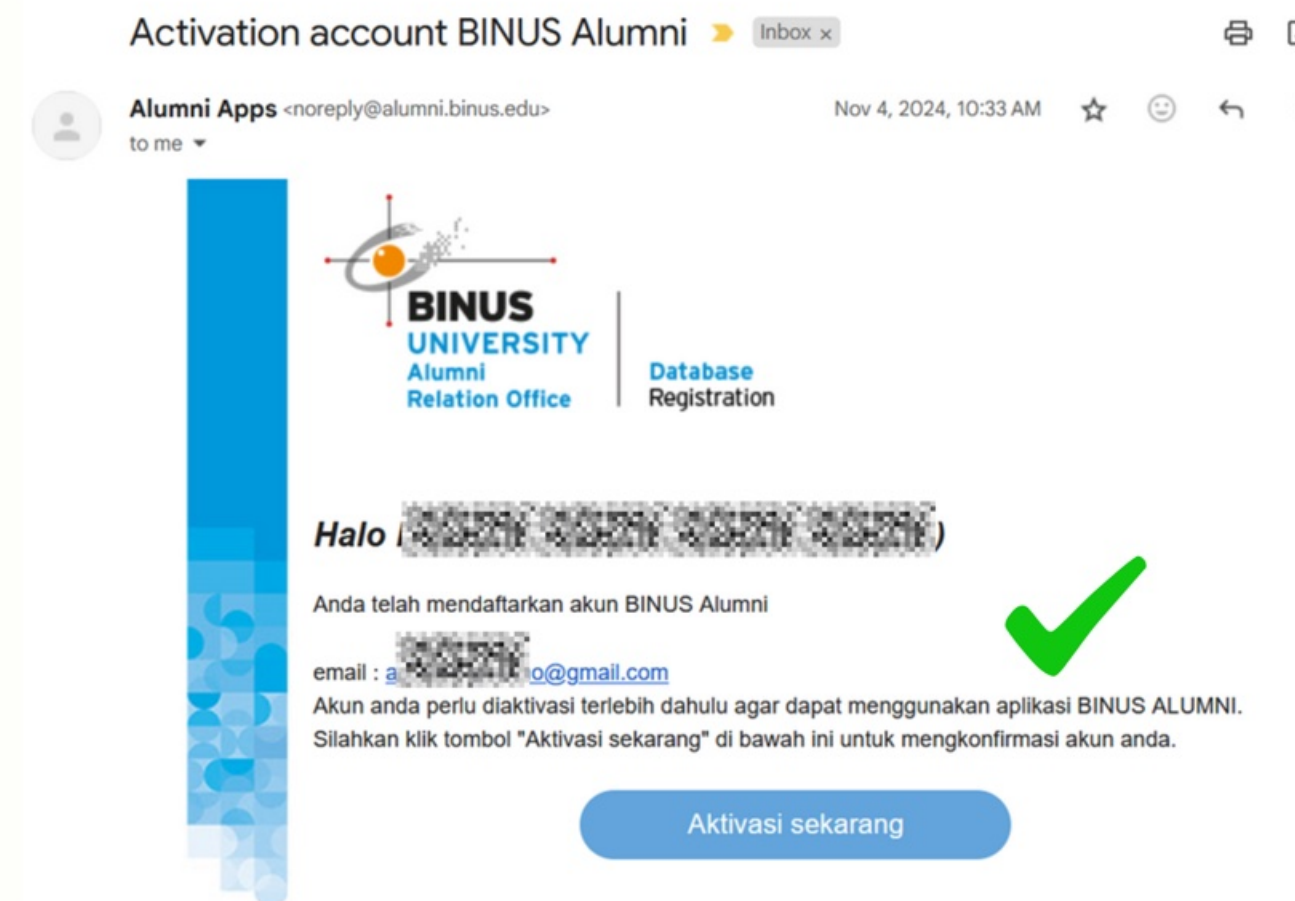 Activation account BINUS Alumni
Inbox x
Alumni Apps <noreply@alumni.binus.edu>
Nov 4, 2024, 10:33 AM
to me
BINUS
UNIVERSITY
Alumni
Relation Office
Database
Registration
Halo )
Anda telah mendaftarkan akun BINUS Alumni
email : a o@gmail.com
Akun anda perlu diaktivasi terlebih dahulu agar dapat menggunakan aplikasi BINUS ALUMNI.
Silahkan klik tombol "Aktivasi sekarang" di bawah ini untuk mengkonfirmasi akun anda.
Aktivasi sekarang